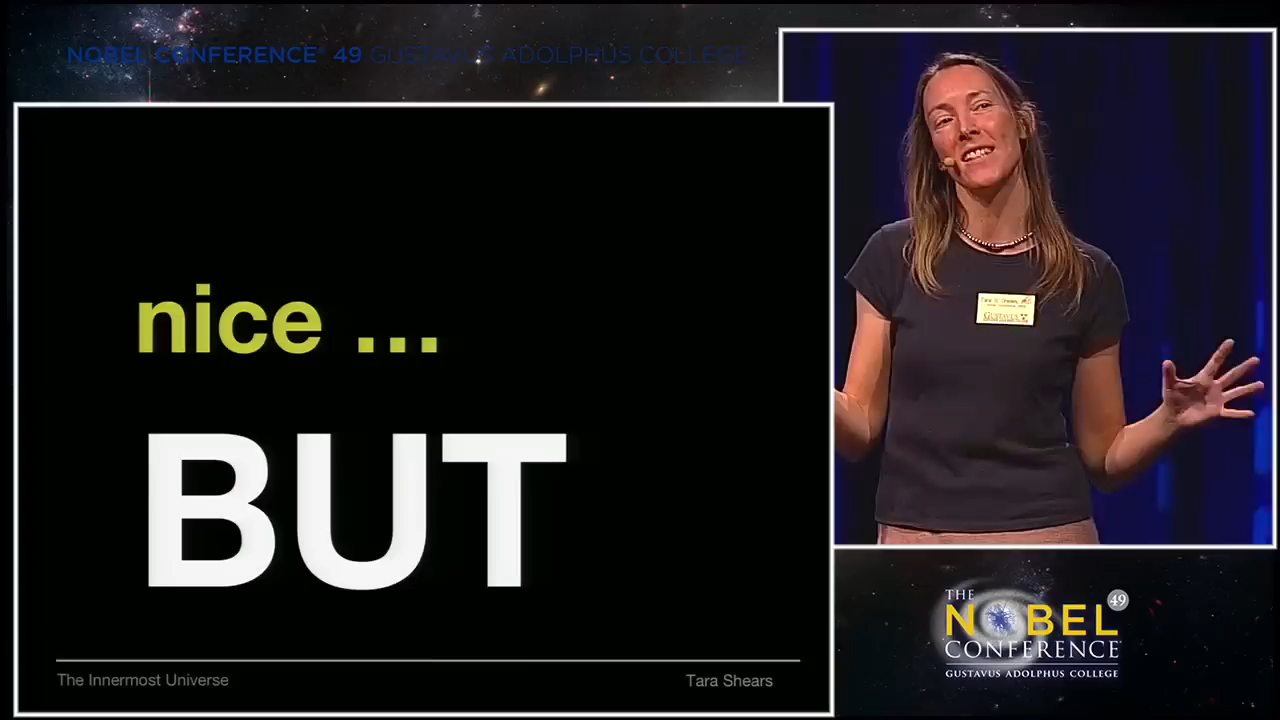 NOBEL CONFERENCE® 49 GUSTAVUS ADOLPHUS COLLEGE
nice ...
BUT
The Innermost Universe
Tara Shears
GUSTAVUS
THE
49
NOBEL
CONFERENCE
GUSTAVUS ADOLPHUS COLLEGE